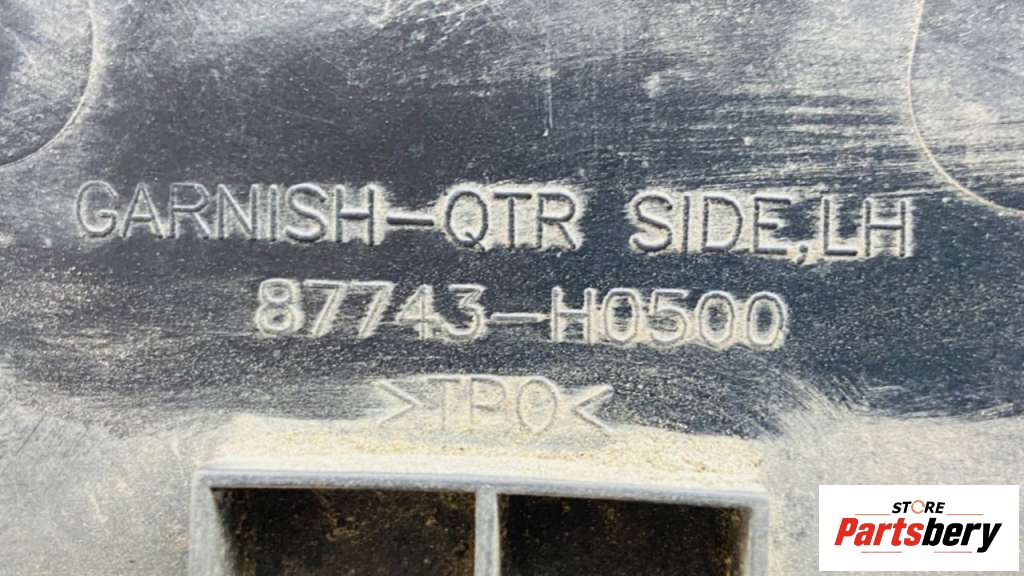 GARNISH-QTR SIDE,LH
87743-H0500
>TPO<
STORE
Partsbery